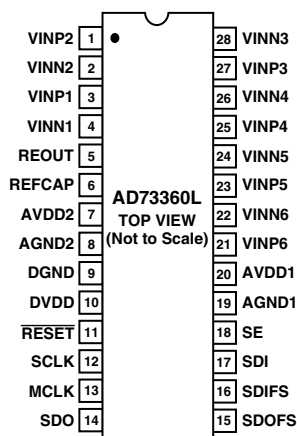 VINP2 1
VINN2 2
VINP1 3
VINN1 4
REOUT 5
REFCAP 6
AVDD2 7
AGND2 8
DGND 9
DVDD 10
RESET 11
SCLK 12
MCLK 13
SDO 14
AD73360L
TOP VIEW
(Not to Scale)
28 VINN3
27 VINP3
26 VINN4
25 VINP4
24 VINN5
23 VINP5
22 VINN6
21 VINP6
20 AVDD1
19 AGND1
18 SE
17 SDI
16 SDIFS
15 SDOFS